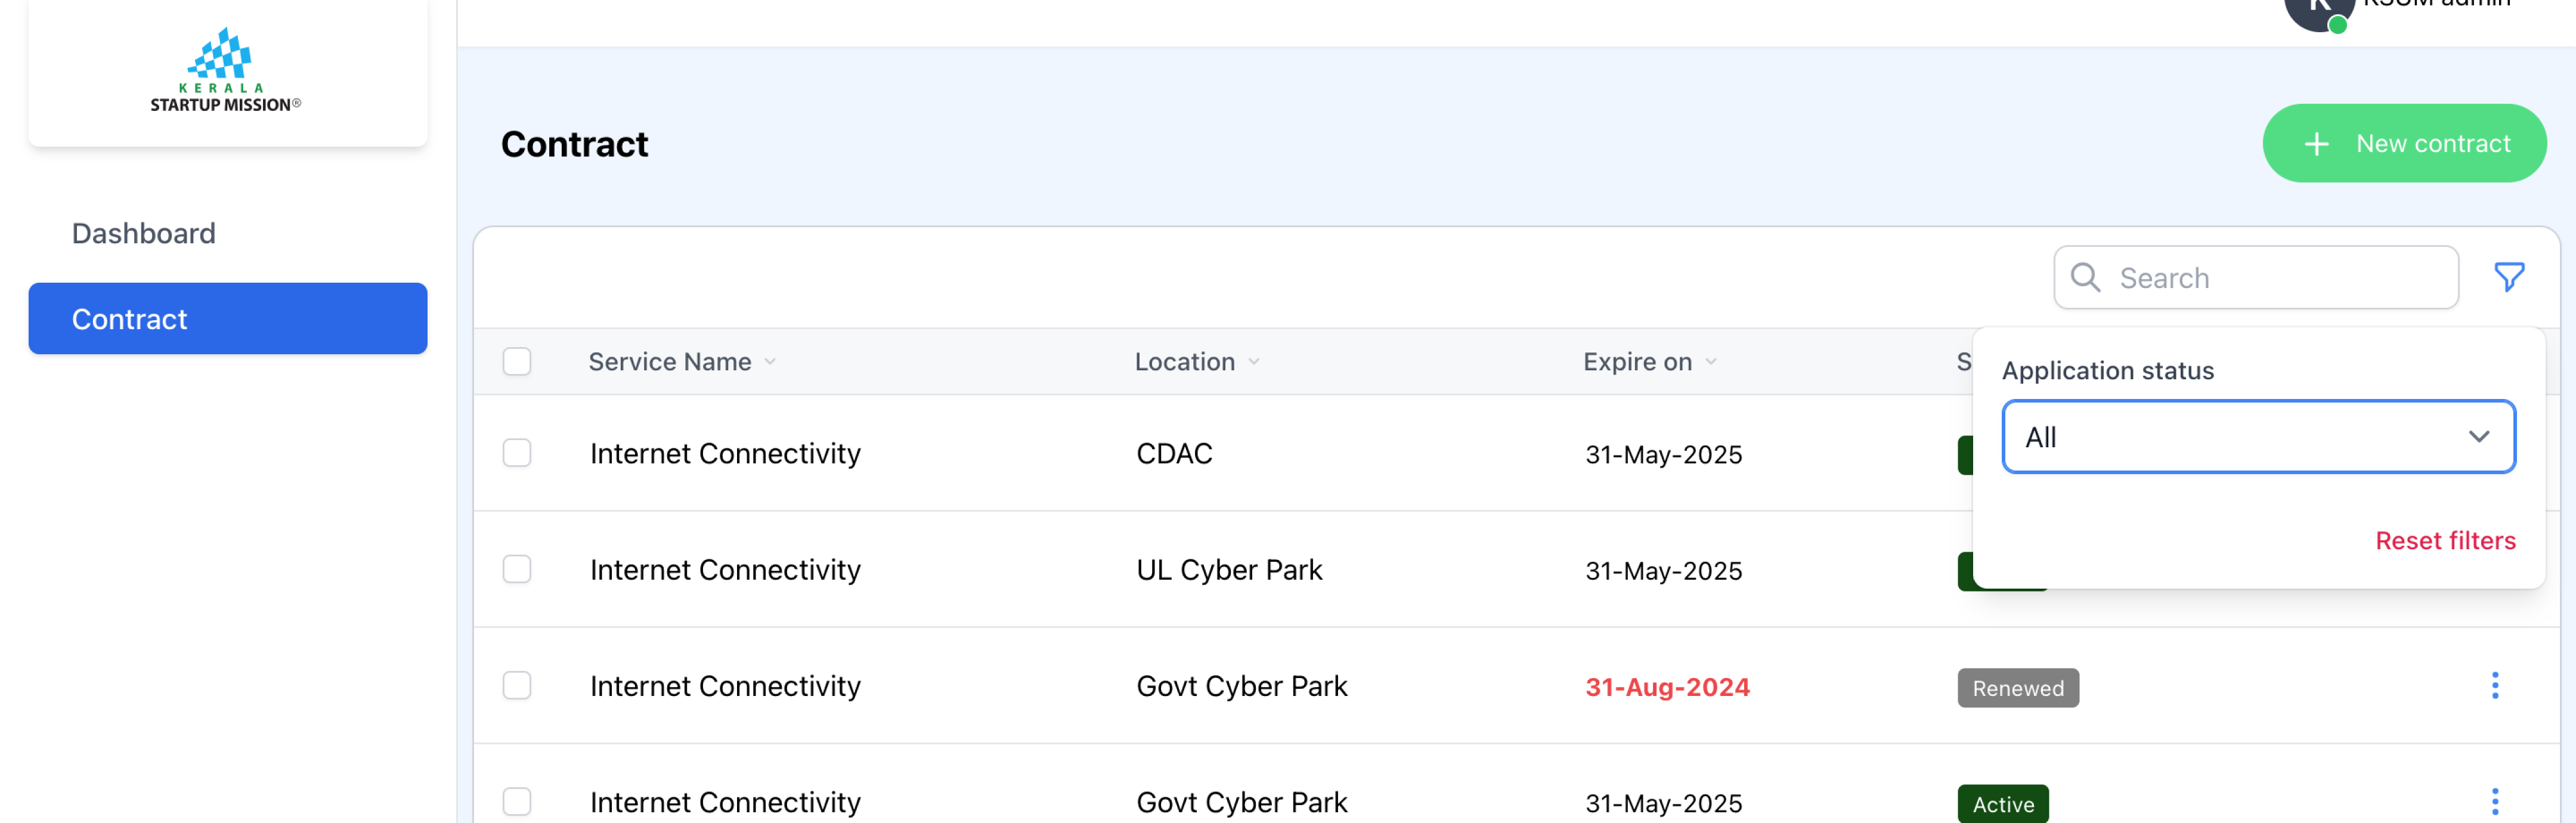 KSUM admin
KERALA
STARTUP MISSION®
Contract
New contract
Dashboard
Contract
Search
Service Name
Location
Expire on
S
Application status
All
Reset filters
Internet Connectivity
CDAC
31-May-2025
Internet Connectivity
UL Cyber Park
31-May-2025
Internet Connectivity
Govt Cyber Park
31-Aug-2024
Renewed
Internet Connectivity
Govt Cyber Park
31-May-2025
Active